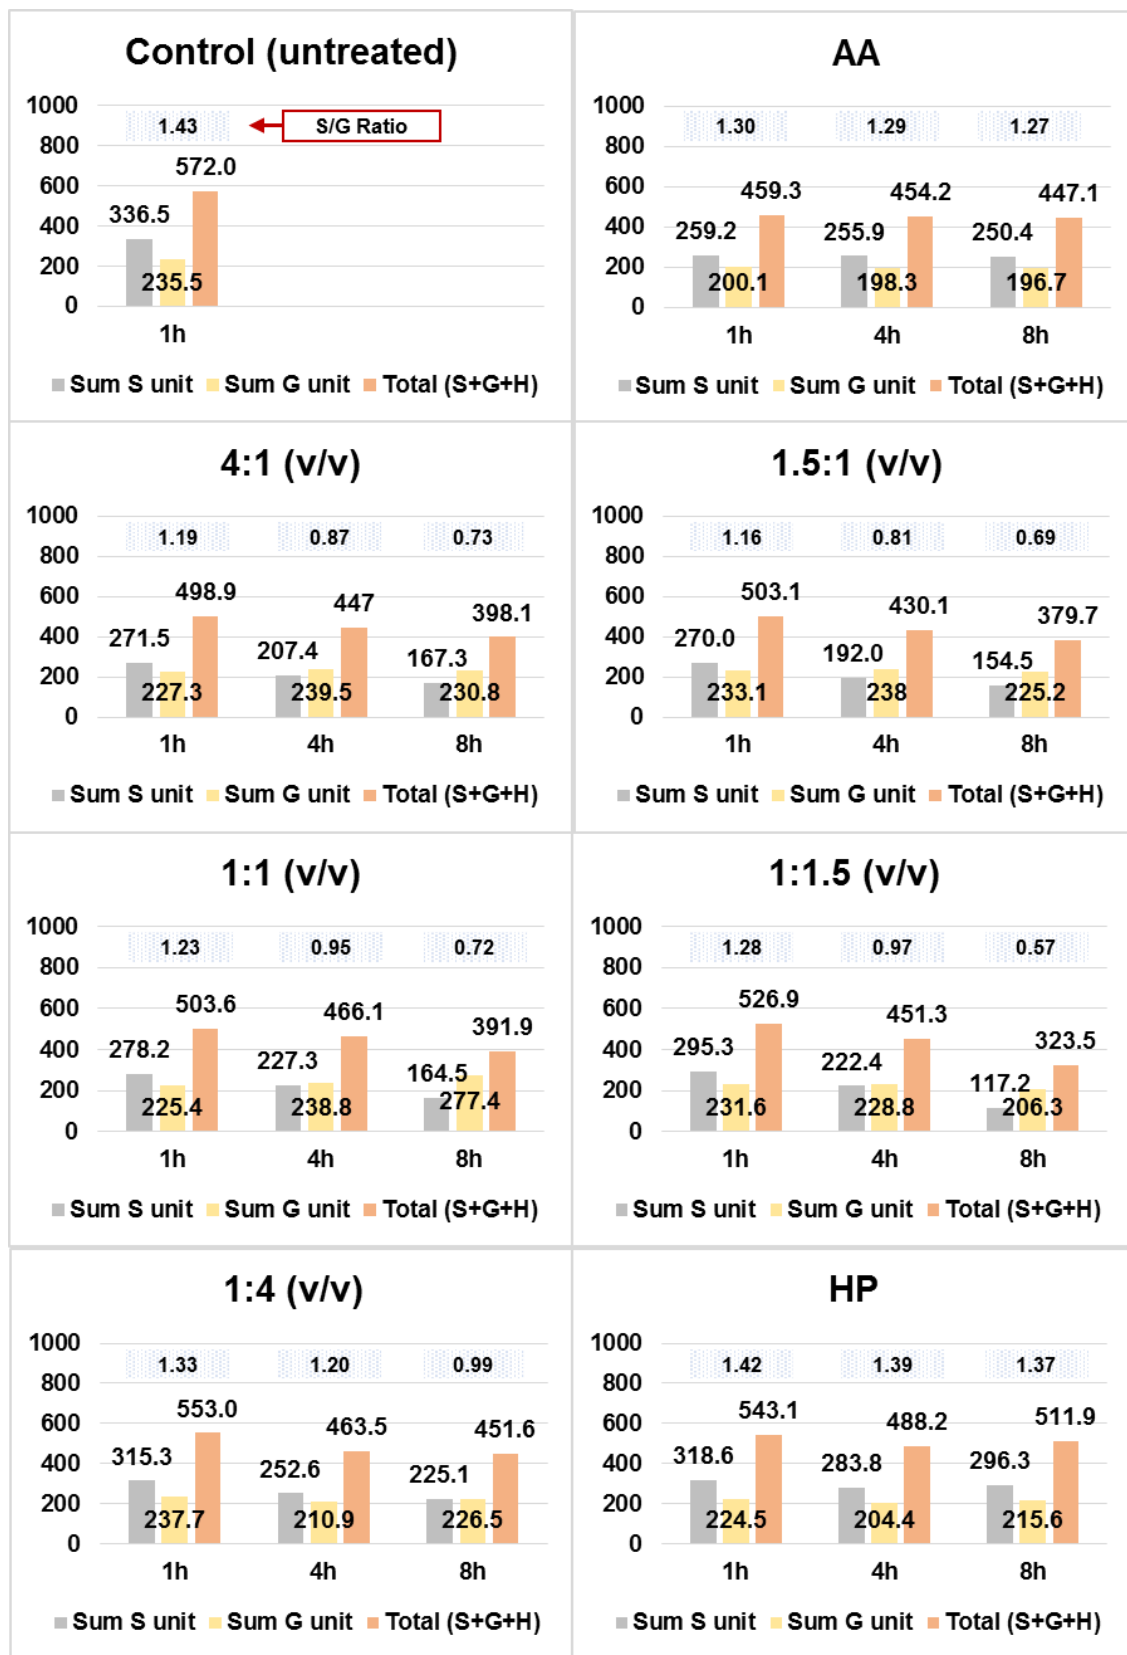 Control (untreated)
1000
1.43
S/G Ratio
800
572.0
600
336.5
400
200
235.5
0
1h
Sum S unit Sum G unit Total (S+G+H)
AA
1000
1.30 1.29 1.27
800
600
459.3 454.2 447.1
400
259.2 255.9 250.4
200
200.1 198.3 196.7
0
1h 4h 8h
Sum S unit Sum G unit Total (S+G+H)
4:1 (v/v)
1000
1.19 0.87 0.73
800
600
498.9 447 398.1
400
271.5 207.4 167.3
200
227.3 239.5 230.8
0
1h 4h 8h
Sum S unit Sum G unit Total (S+G+H)
1.5:1 (v/v)
1000
1.16 0.81 0.69
800
600
503.1 430.1 379.7
400
270.0 192.0 154.5
200
233.1 238 225.2
0
1h 4h 8h
Sum S unit Sum G unit Total (S+G+H)
1:1 (v/v)
1000
1.23 0.95 0.72
800
600
503.6 466.1 391.9
400
278.2 227.3 164.5
200
225.4 238.8 277.4
0
1h 4h 8h
Sum S unit Sum G unit Total (S+G+H)
1:1.5 (v/v)
1000
1.28 0.97 0.57
800
600
526.9 451.3 323.5
400
295.3 222.4 117.2
200
231.6 228.8 206.3
0
1h 4h 8h
Sum S unit Sum G unit Total (S+G+H)
1:4 (v/v)
1000
1.33 1.20 0.99
800
553.0 463.5 451.6
600
315.3 252.6 225.1
400
200
237.7 210.9 226.5
0
1h 4h 8h
Sum S unit Sum G unit Total (S+G+H)
HP
1000
1.42 1.39 1.37
800
543.1 488.2 511.9
600
318.6 283.8 296.3
400
200
224.5 204.4 215.6
0
1h 4h 8h
Sum S unit Sum G unit Total (S+G+H)